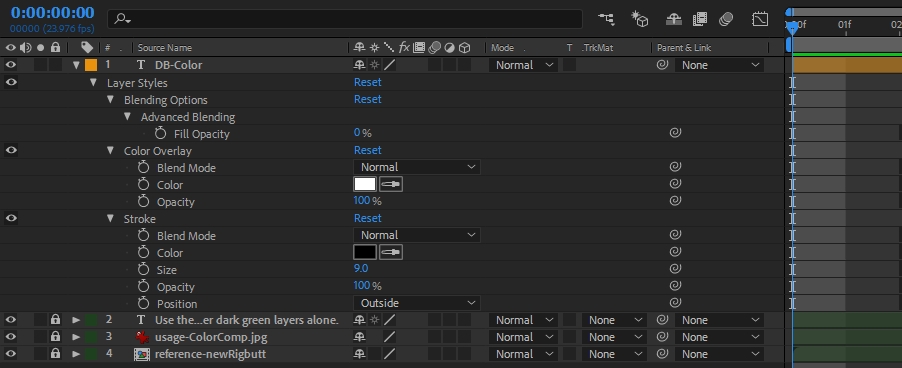 0:00:00:00
00000 (23.976 fps)
:00f 01f 02
# . Source Name fx Mode T .TrkMat Parent & Link
1 T DB-Color Normal None
Layer Styles Reset
Blending Options Reset
Advanced Blending
Fill Opacity 0 %
Color Overlay Reset
Blend Mode Normal
Color
Opacity 100 %
Stroke Reset
Blend Mode Normal
Color
Size 9.0
Opacity 100 %
Position Outside
2 T Use the...er dark green layers alone. Normal None None
3 usage-ColorComp.jpg Normal None None
4 reference-newRigbutt Normal None None